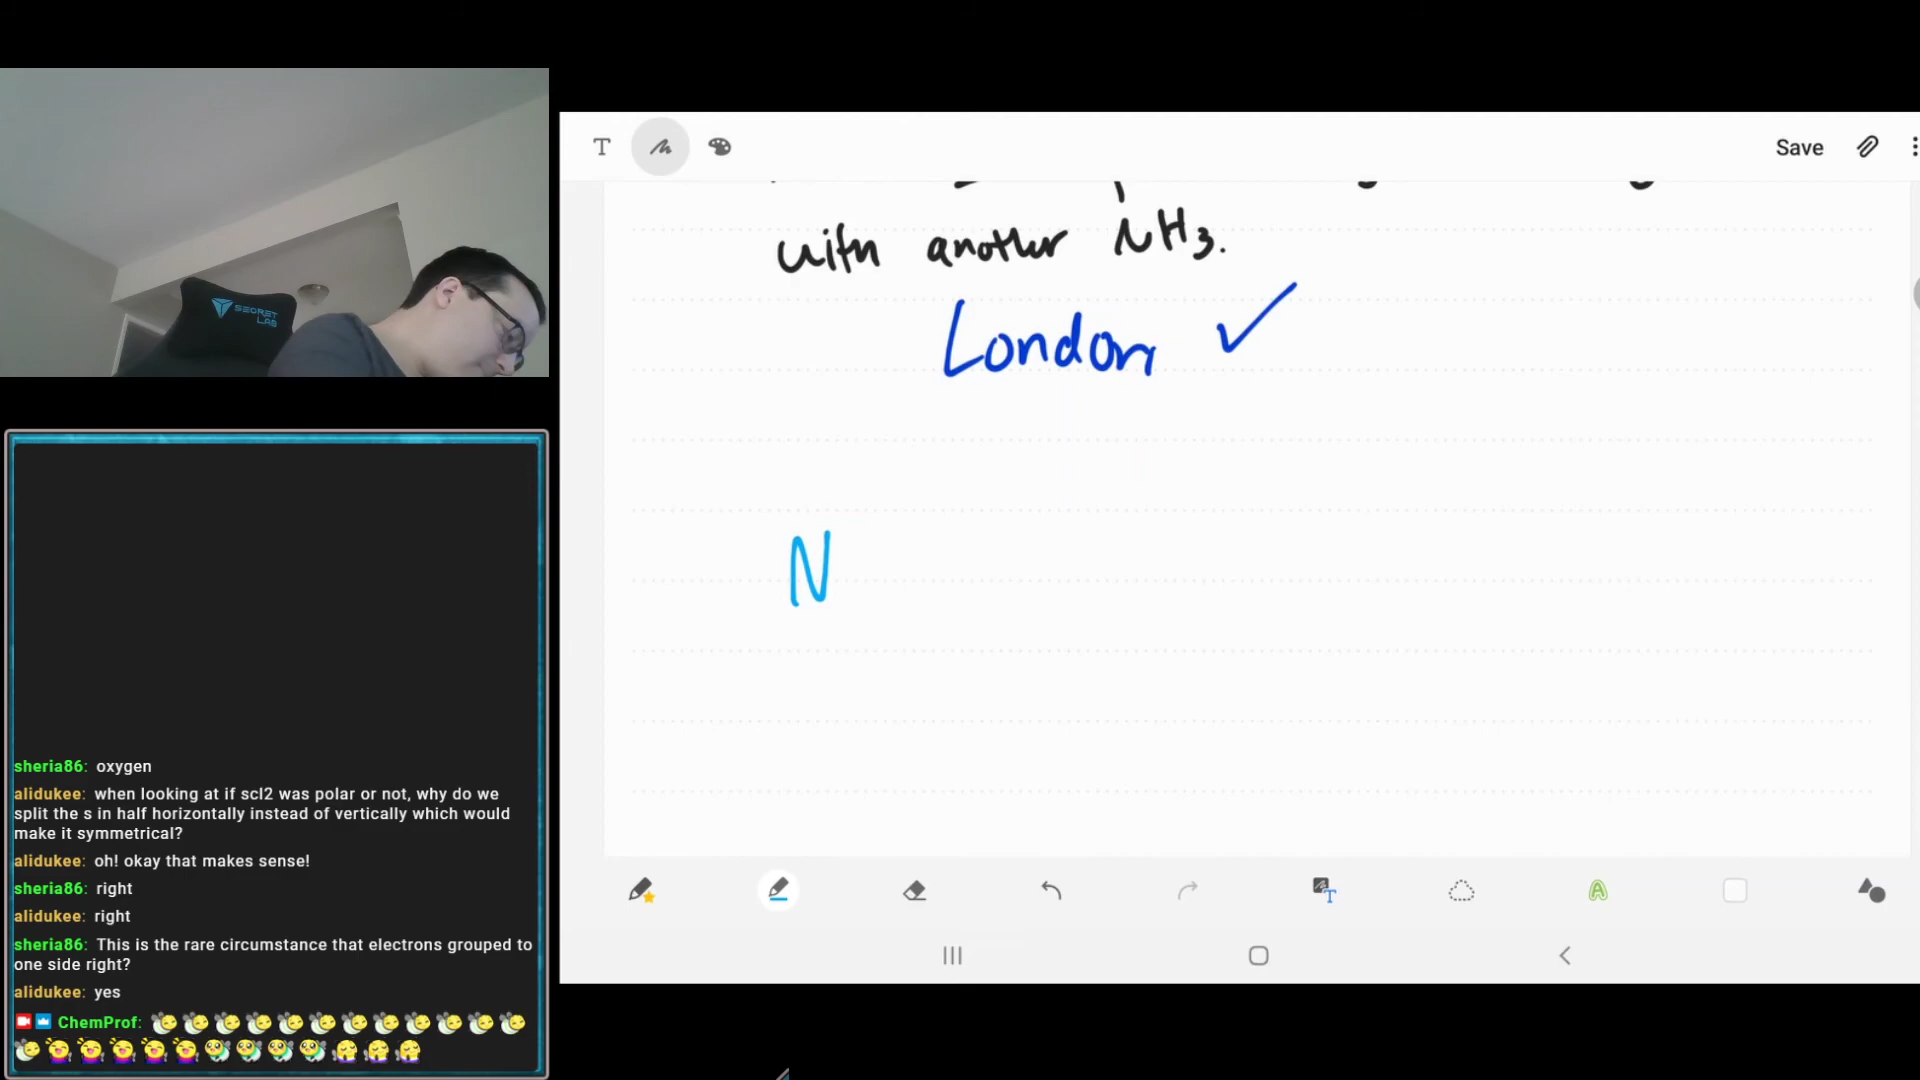 SECRET
LAB
T
Save
with another NH3.
London ✓
N
sheria86: oxygen
alidukee: when looking at if scl2 was polar or not, why do we
split the s in half horizontally instead of vertically which would
make it symmetrical?
alidukee: oh! okay that makes sense!
sheria86: right
alidukee: right
sheria86: This is the rare circumstance that electrons grouped to
one side right?
alidukee: yes
ChemProf: